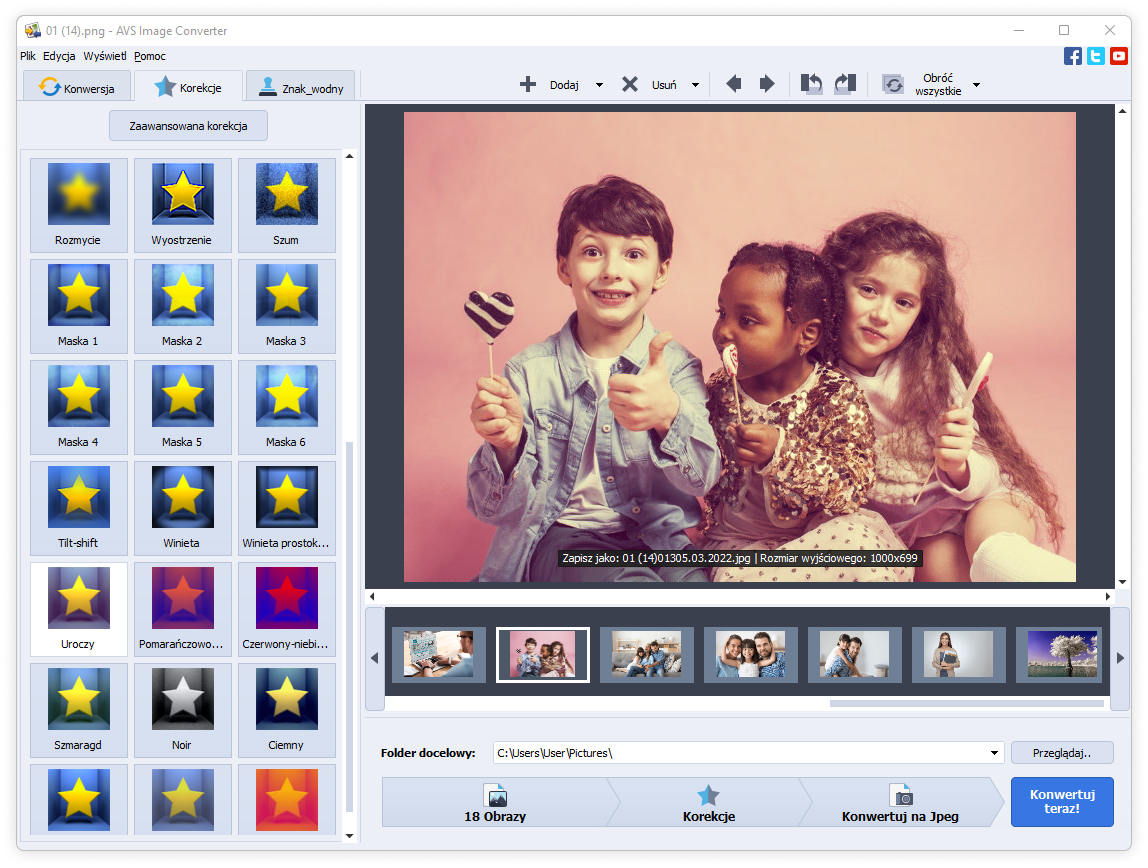 01 (14).png - AVS Image Converter
Plik Edycja Wyświetl Pomoc
Konwersja
Korekcje
Znak_wodny
Dodaj
Usuń
Obróć
wszystkie
Zaawansowana korekcja
Rozmycie
Wyostrzenie
Szum
Maska 1
Maska 2
Maska 3
Maska 4
Maska 5
Maska 6
Tilt-shift
Winieta
Winieta prostok...
Uroczy
Pomarańczowo...
Czerwony-niebi...
Szmaragd
Noir
Ciemny
Zapisz jako: 01 (14)01305.03.2022.jpg | Rozmiar wyjściowego: 1000x699
Folder docelowy:
C:\Users\User\Pictures\
Przeglądaj..
18 Obrazy
Korekcje
Konwertuj na Jpeg
Konwertuj
teraz!